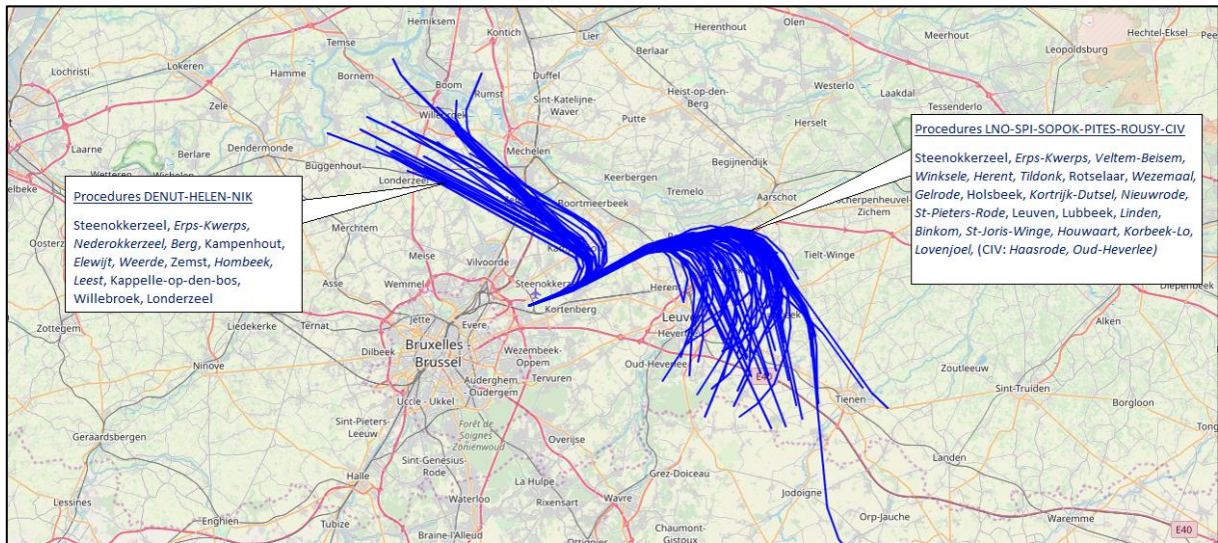 Hemiksem
Kontich
Lier
Herenthout
Olen
Meerhout
Hechtel-Eksel
Lochristi
Lokeren
Temse
Berlaar
Leopoldsburg
Hamme
Bornem
Boom
Rumst
Duffel
Heist-op-den-
Berg
Westerlo
Laakdal
Tessenderlo
Zele
Willebroek
Sint-Katelijne-
Waver
Putte
Herselt
Laarne
Berlare
Dendermonde
Mechelen
Begijnendijk
Wetteren
Buggenhout
Londerzeel
Keerbergen
Tremelo
Aarschot
Scherpenheuvel-
Zichem
Boortmeerbeek
Procedures DENUT-HELEN-NIK
Steenokkerzeel, Erps-Kwerps,
Nederokkerzeel, Berg, Kampenhout,
Elewijt, Weerde, Zemst, Hombeek,
Leest, Kappelle-op-den-bos,
Willebroek, Londerzeel
Procedures LNO-SPI-SOPOK-PITES-ROUSY-CIV
Steenokkerzeel, Erps-Kwerps, Veltem-Beisem,
Winksele, Herent, Tildonk, Rotselaar, Wezemaal,
Gelrode, Holsbeek, Kortrijk-Dutsel, Nieuwrode,
St-Pieters-Rode, Leuven, Lubbeek, Linden,
Binkom, St-Joris-Winge, Houwaart, Korbeek-Lo,
Lovenjoel, (CIV: Haasrode, Oud-Heverlee)
Merchtem
Meise
Vilvoorde
Tielt-Winge
Asse
Wemmel
Steenokkerzeel
Zottegem
Liedekerke
Ternat
Jette
Evere
Kortenberg
Alken
Ninove
Dilbeek
Bruxelles -
Brussel
Wezembeek-
Oppem
Tervuren
Oud-Heverlee
E40
Zoutleeuw
Sint-Truiden
Borgloon
Auderghem
- Oudergem
Uccle - Ukkel
Tienen
Geraardsbergen
Sint-Pieters-
Leeuw
Forêt de
Soignes
Zoniënwoud
Overijse
Landen
Lessines
Halle
Sint-Genesius-
Rode
La Hulpe
Grez-Doiceau
Jodoigne
Enghien
Tubize
Waterloo
Rixensart
Wavre
Chaumont-
Gistoux
Orp-Jauche
Waremme
Braine-l'Alleud
E40